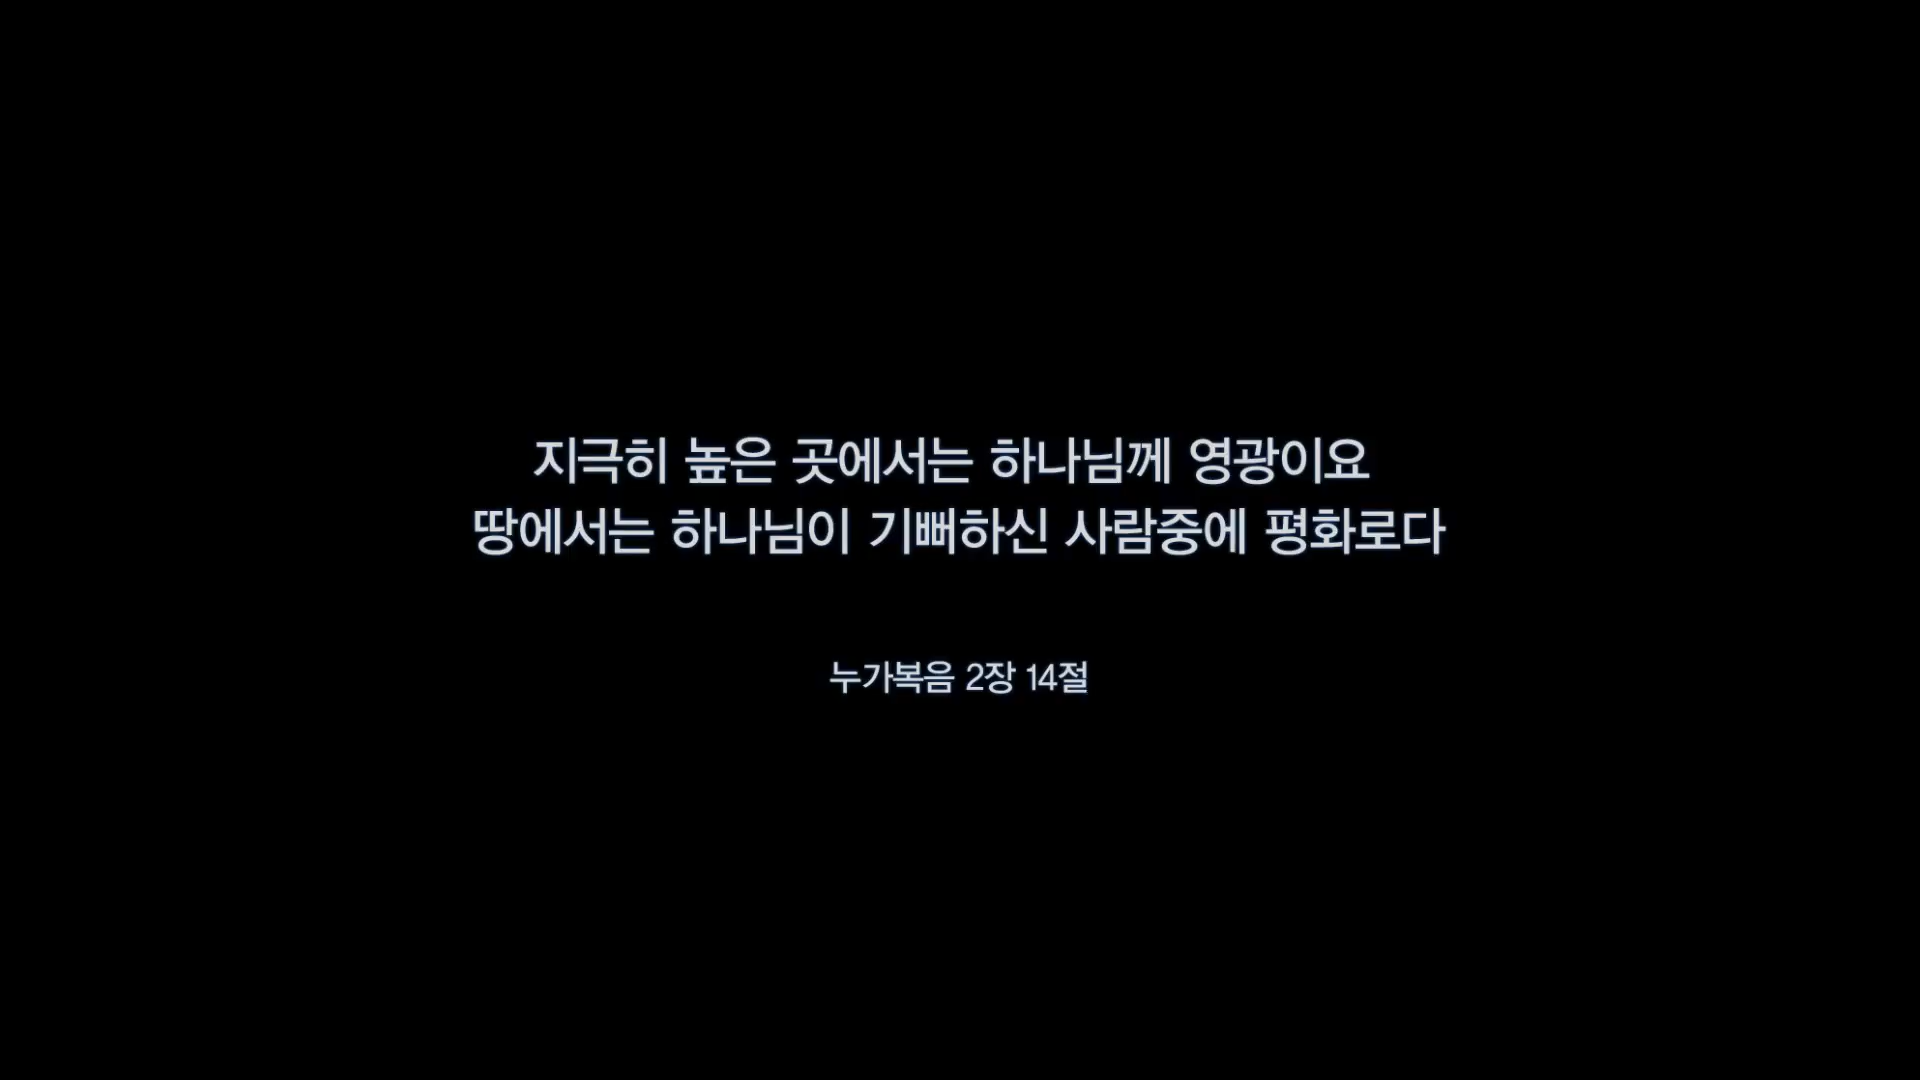 지극히 높은 곳에서는 하나님께 영광이요
땅에서는 하나님이 기뻐하신 사람중에 평화로다
누가복음 2장 14절